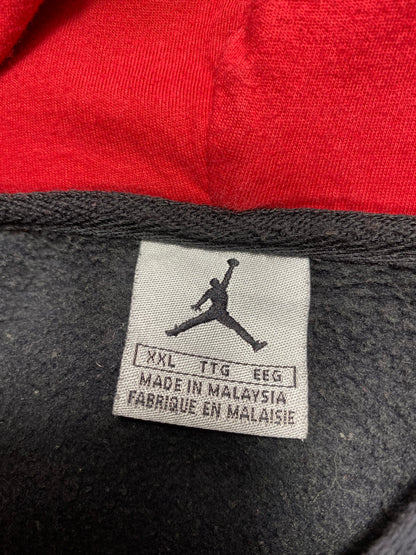 XXL TTG EEG
MADE IN MALAYSIA
FABRIQUE EN MALAISIE